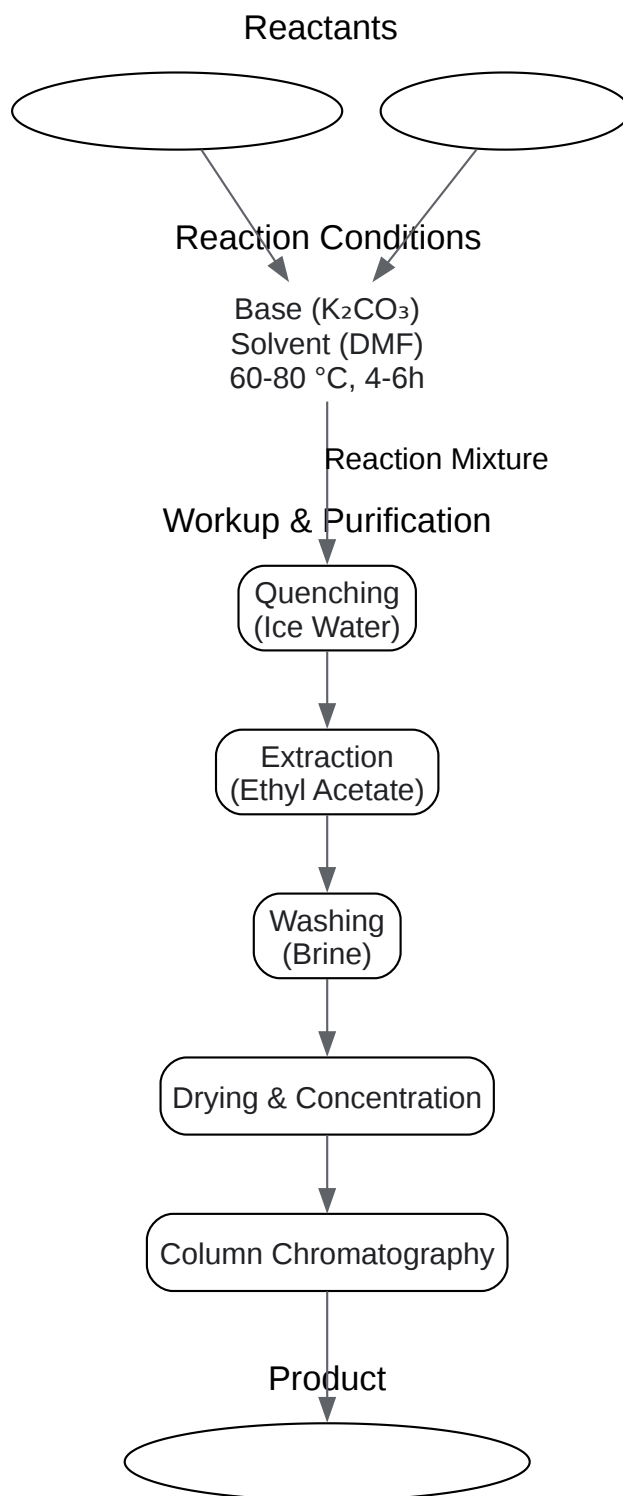 Reactants
Reaction Conditions
Base (K₂CO₃)
Solvent (DMF)
60-80 °C, 4-6h
Reaction Mixture
Workup & Purification
Quenching
(Ice Water)
Extraction
(Ethyl Acetate)
Washing
(Brine)
Drying & Concentration
Column Chromatography
Product